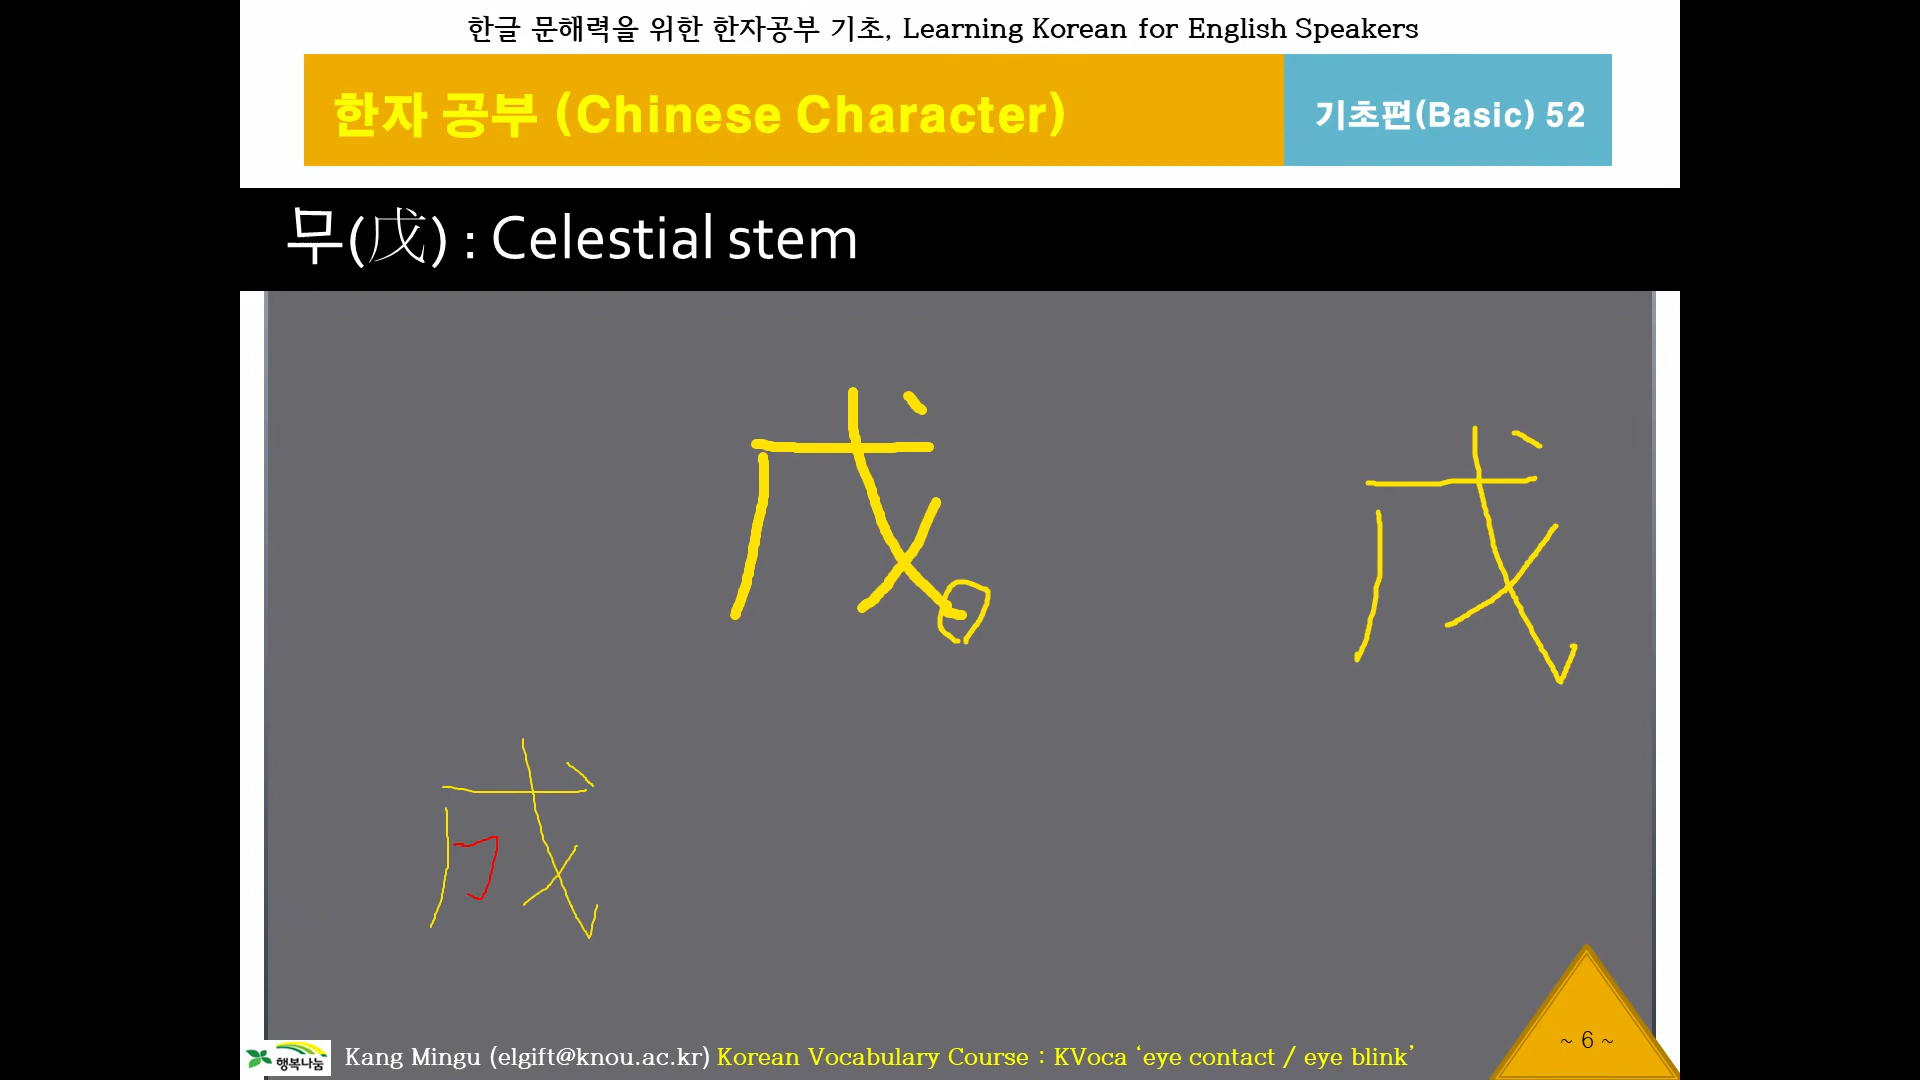 한글 문해력을 위한 한자공부 기초, Learning Korean for English Speakers
한자 공부 (Chinese Character)
기초편(Basic) 52
무(戊) : Celestial stem
戊
戊
成
~ 6 ~
행복나눔
Kang Mingu (elgift@knou.ac.kr) Korean Vocabulary Course : KVoca ‘eye contact / eye blink’